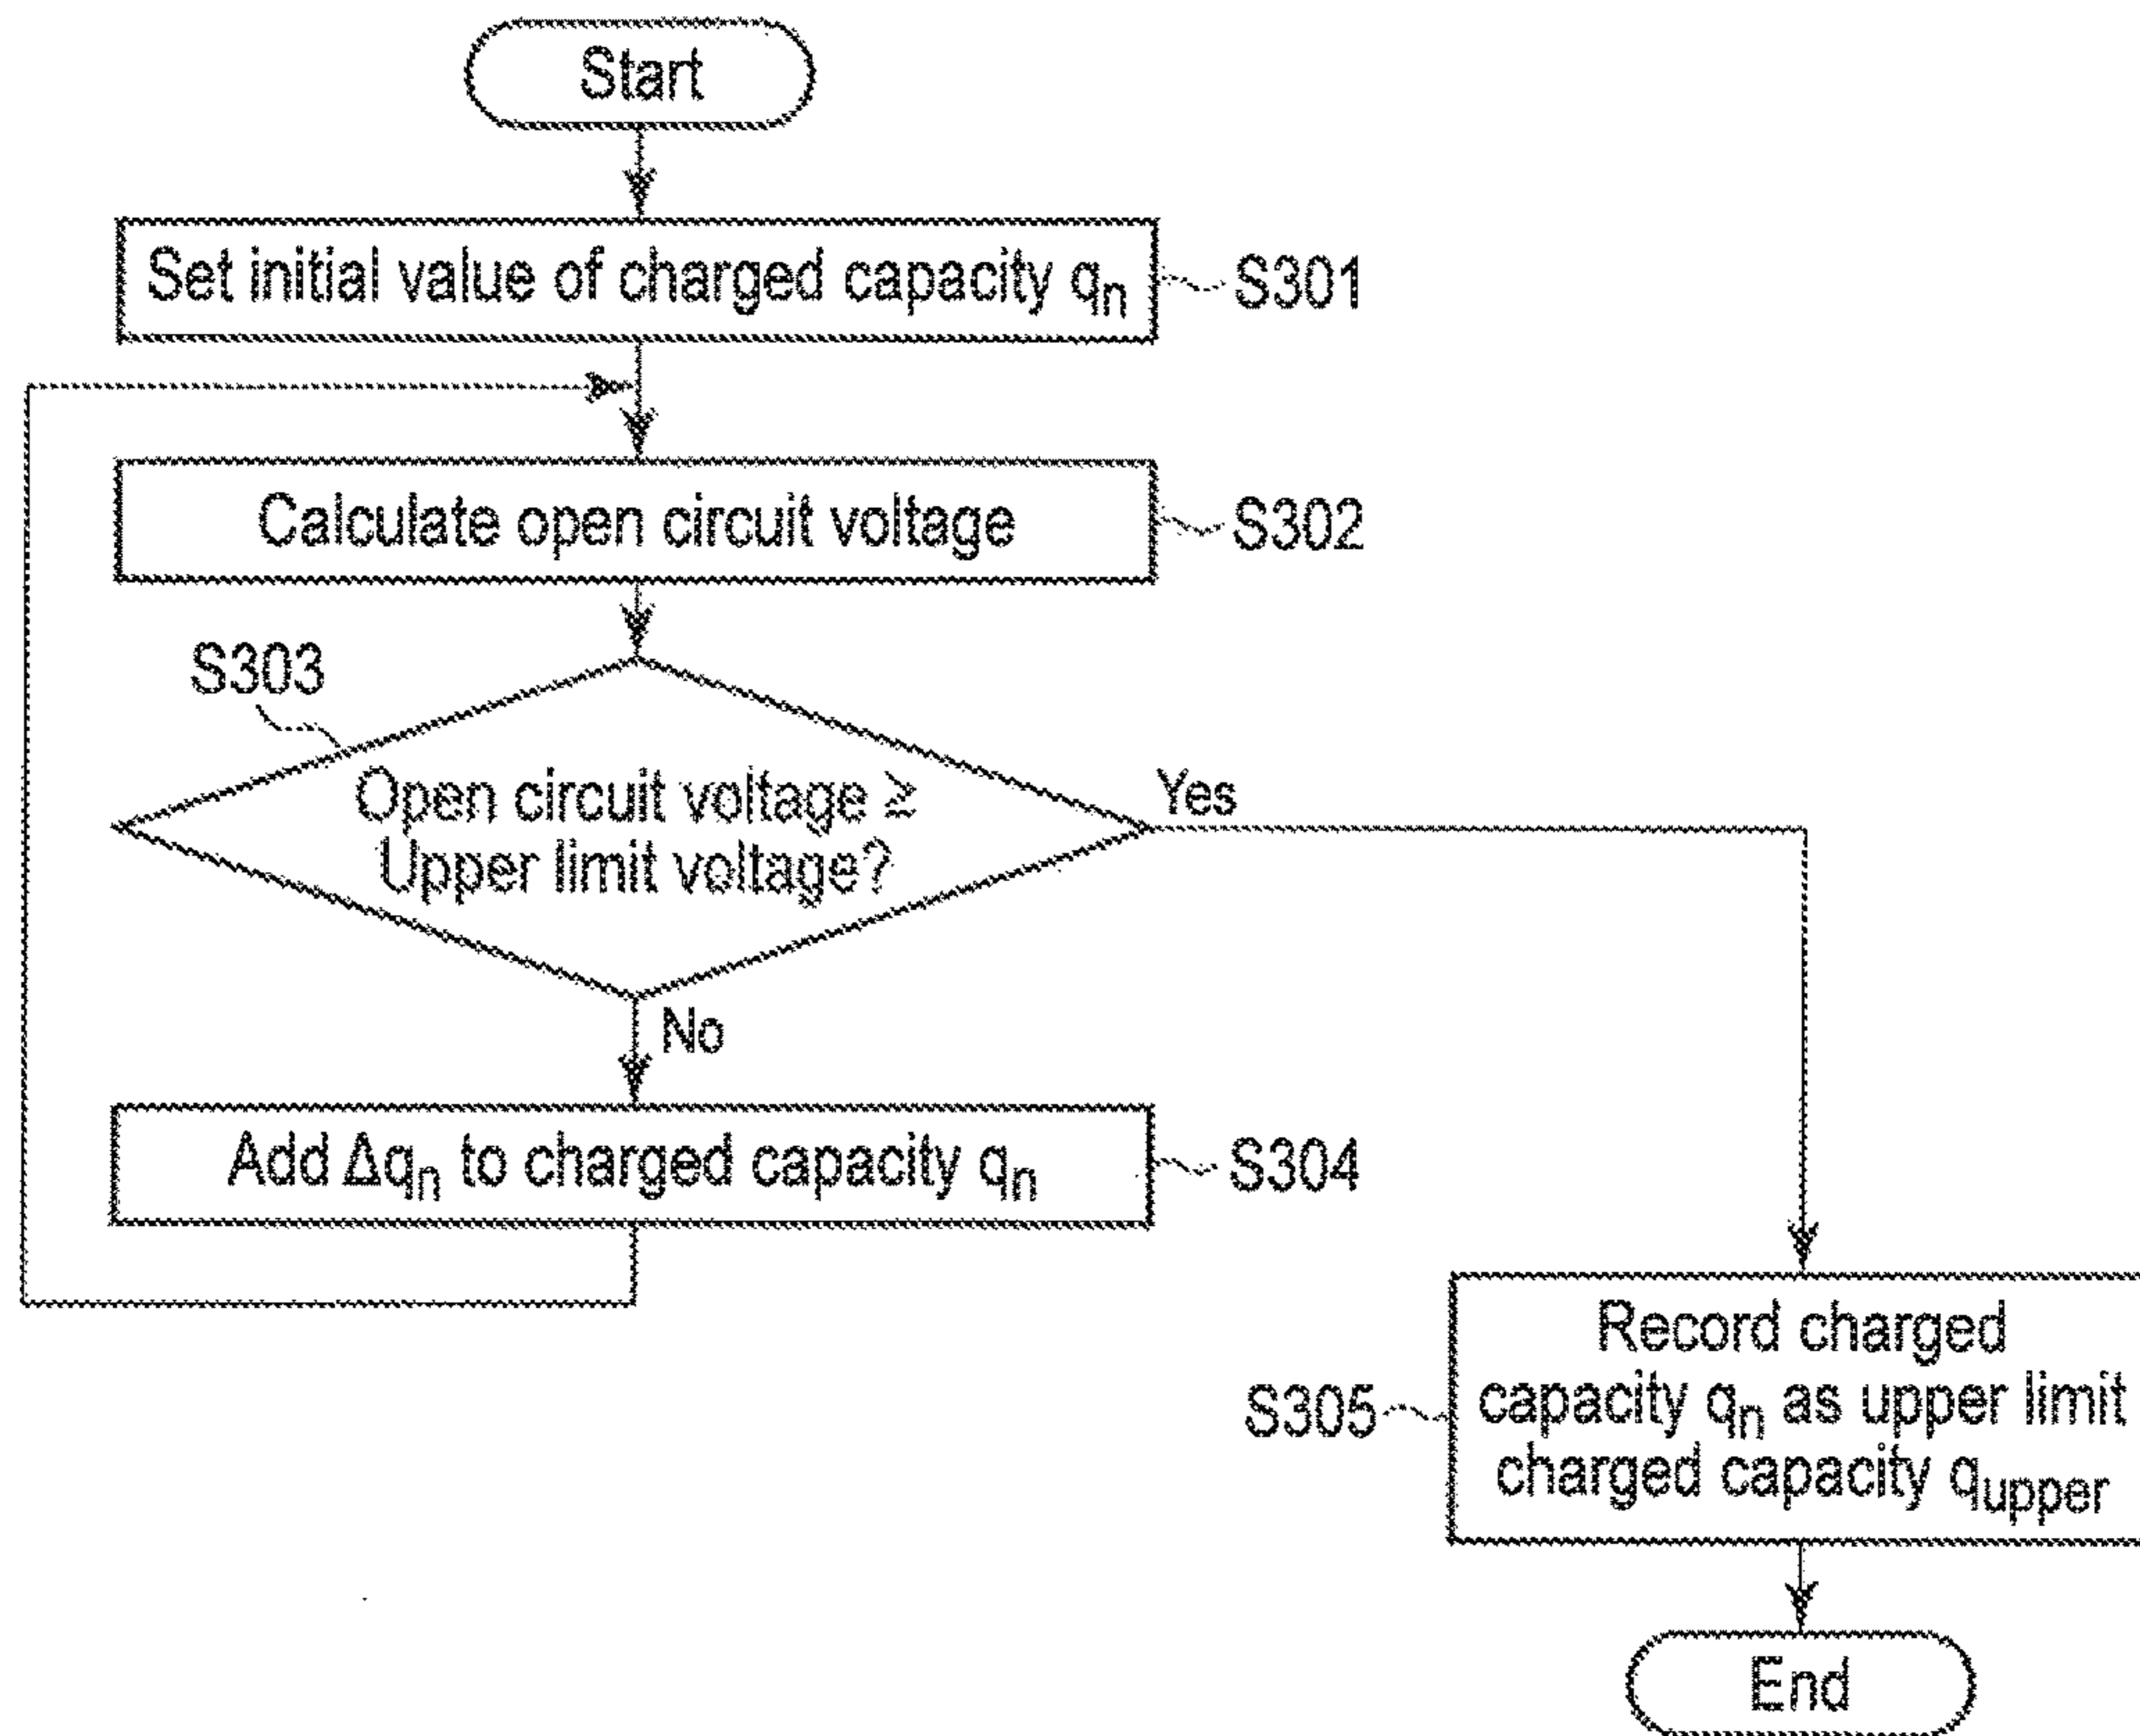 Start
Set initial value of charged capacity qn
S301
Calculate open circuit voltage
S302
S303
Open circuit voltage ≧
Upper limit voltage?
Yes
No
Add Δqn to charged capacity qn
S304
Record charged
capacity qn as upper limit
charged capacity qupper
S305
End